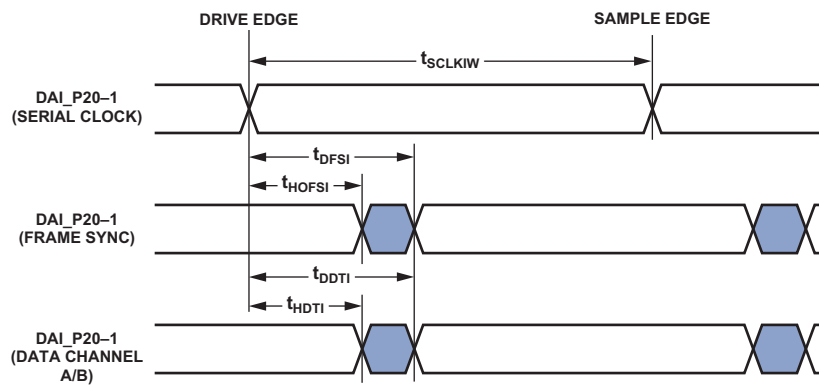 DRIVE EDGE
SAMPLE EDGE
tSCLKIW
DAI_P20–1
(SERIAL CLOCK)
tDFSI
tHOFSI
DAI_P20–1
(FRAME SYNC)
tDDTI
tHDTI
DAI_P20–1
(DATA CHANNEL
A/B)